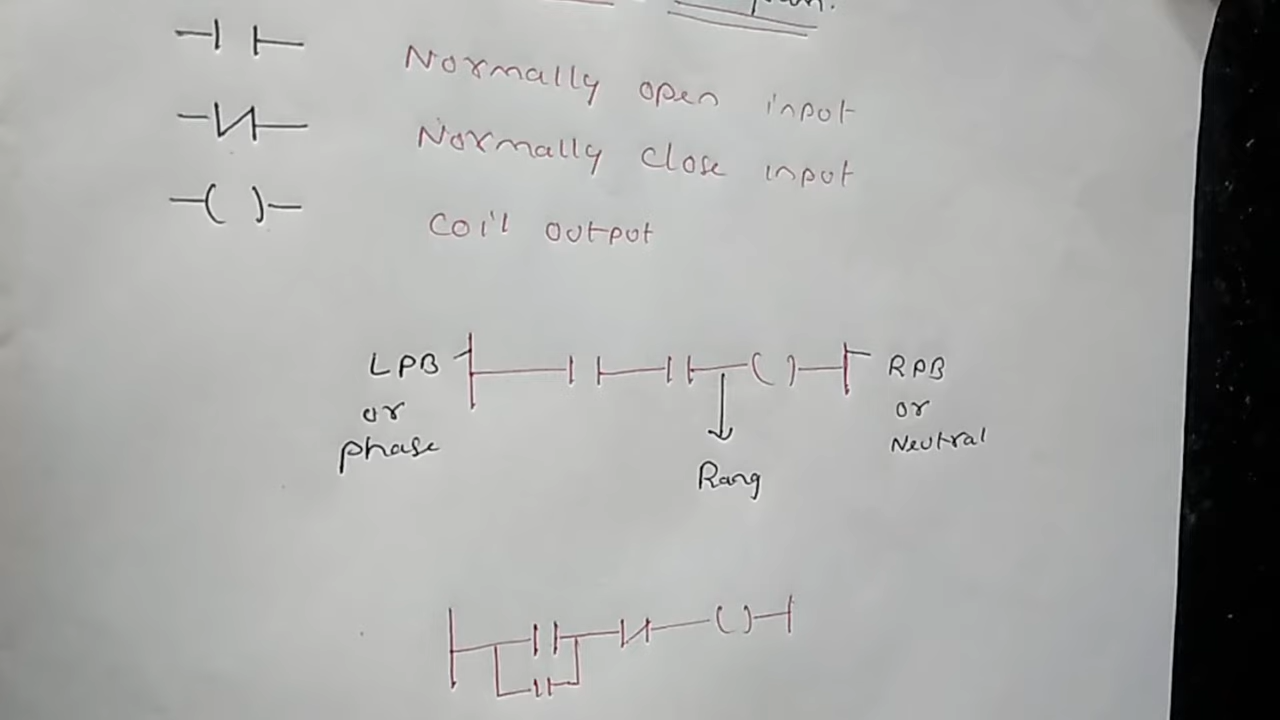 Normally open input
Normally close input
coil output
LPB
or
phase
RPB
or
Neutral
Rang